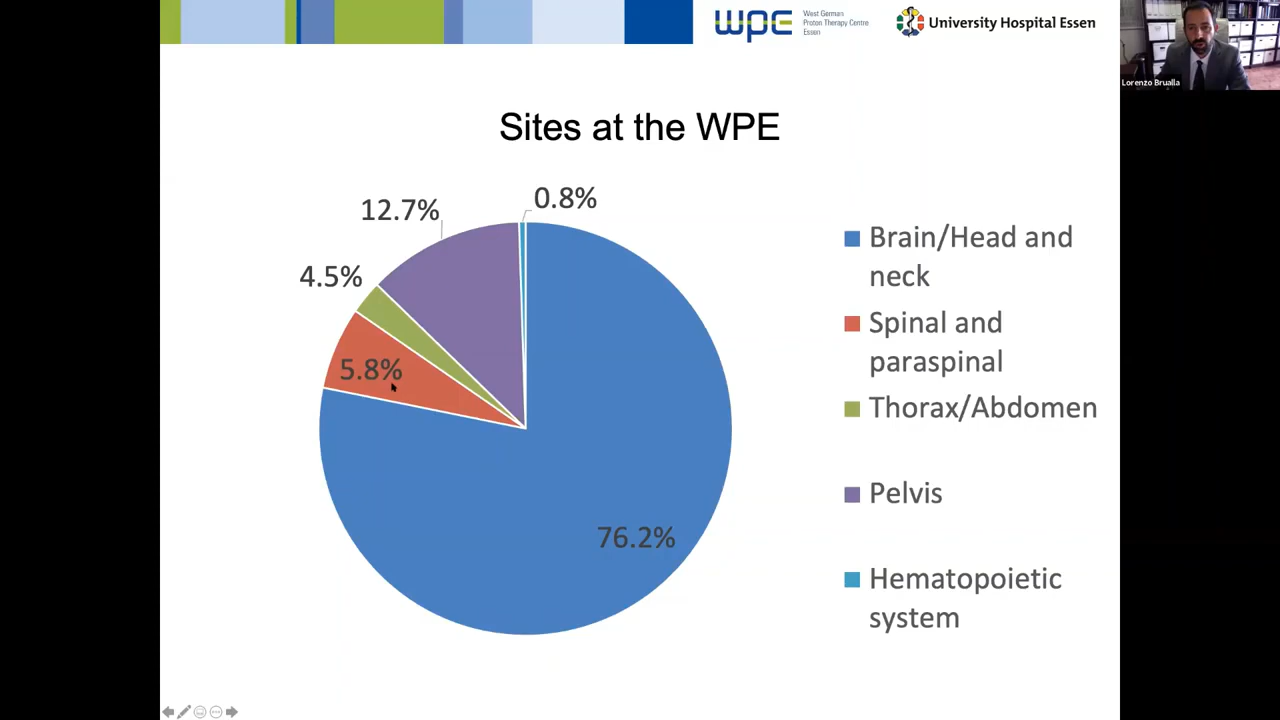 wpe
West German
Proton Therapy Centre
Essen
University Hospital Essen
Lorenzo Brualla
Sites at the WPE
0.8%
12.7%
4.5%
5.8%
76.2%
Brain/Head and
neck
Spinal and
paraspinal
Thorax/Abdomen
Pelvis
Hematopoietic
system